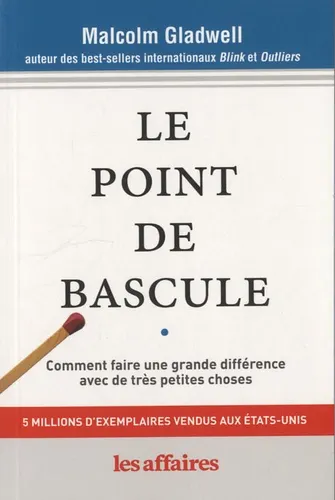 Malcolm Gladwell
auteur des best-sellers internationaux Blink et Outliers
LE
POINT
DE
BASCULE
Comment faire une grande différence
avec de très petites choses
5 MILLIONS D'EXEMPLAIRES VENDUS AUX ÉTATS-UNIS
les affaires